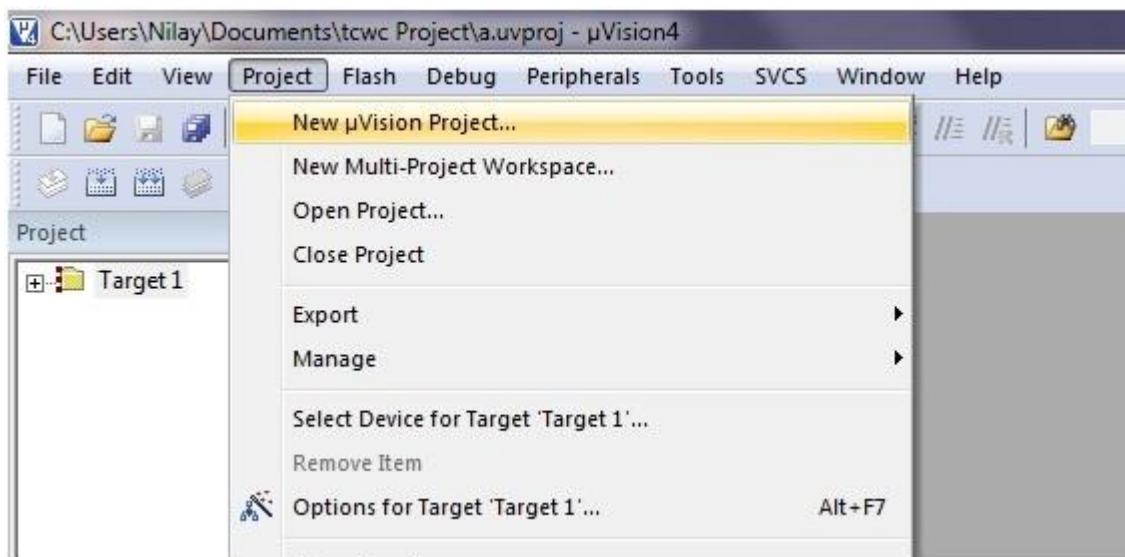 C:\Users\Nilay\Documents\tcwc Project\a.uvproj - µVision4
File Edit View Project Flash Debug Peripherals Tools SVCS Window Help
New µVision Project...
New Multi-Project Workspace...
Open Project...
Project
Close Project
Target 1
Export
Manage
Select Device for Target 'Target 1'...
Remove Item
Options for Target 'Target 1'... Alt+F7